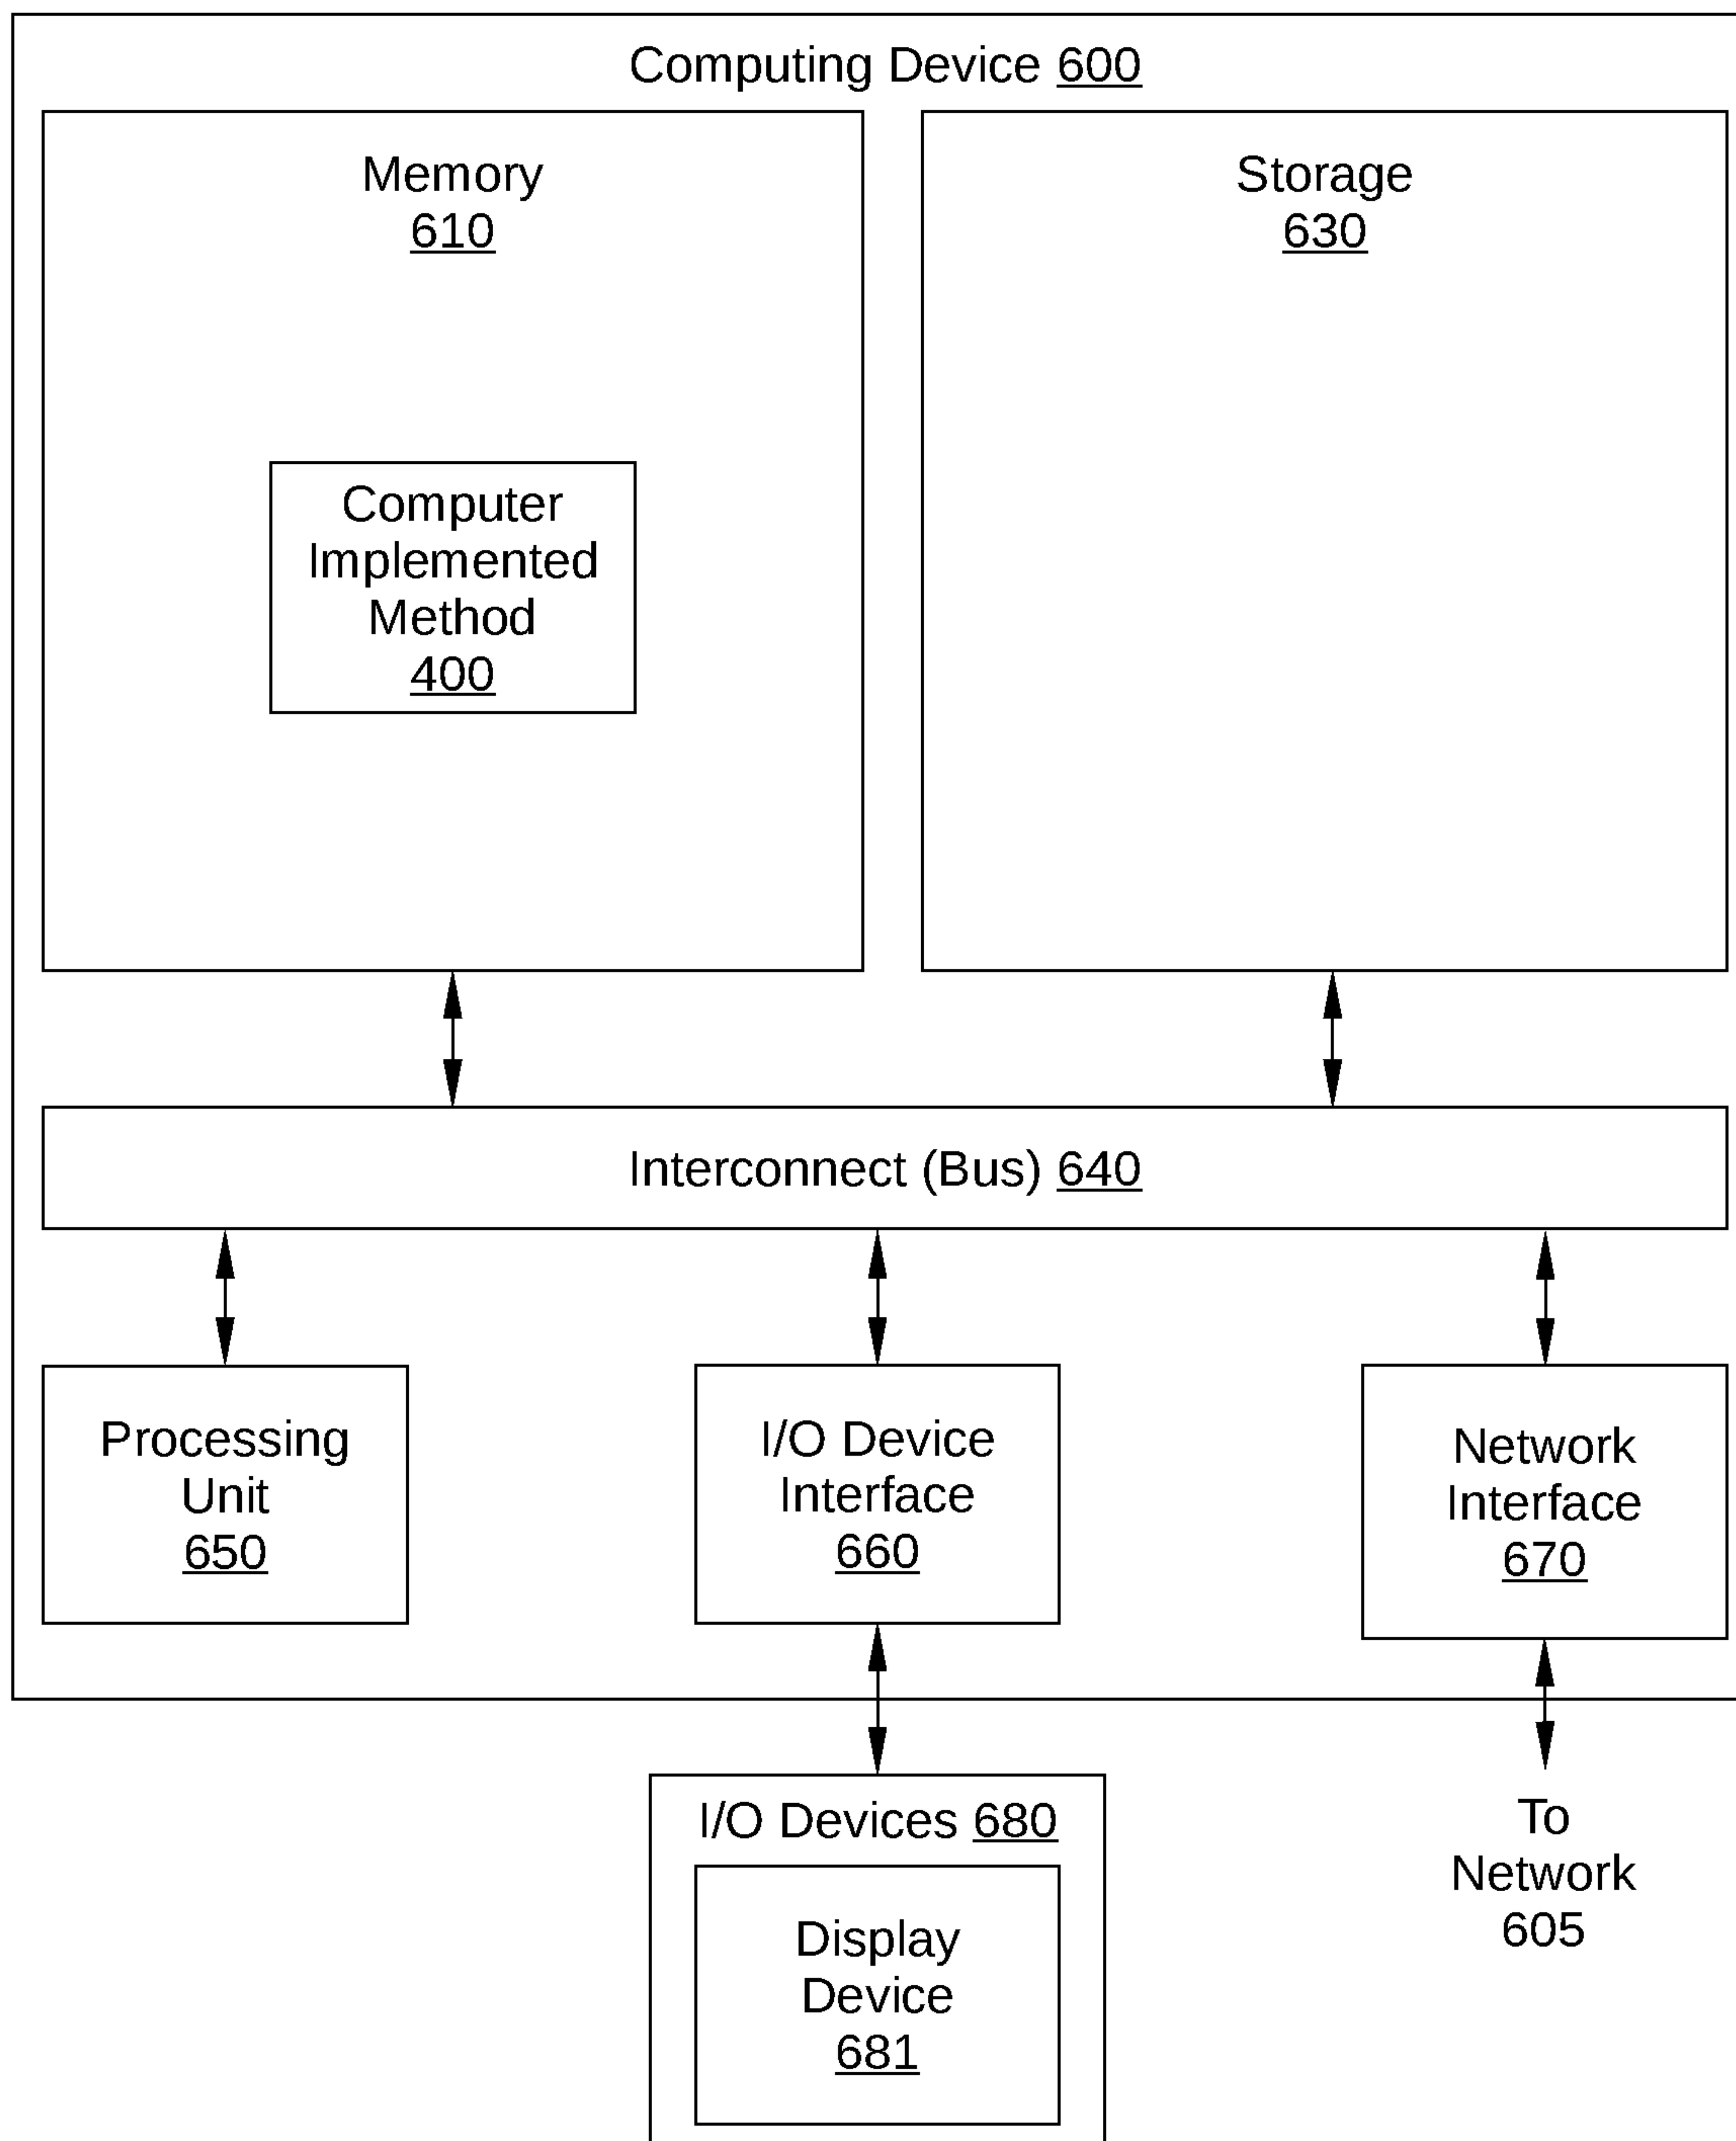 Computing Device 600
Memory
610
Storage
630
Computer
Implemented
Method
400
Interconnect (Bus) 640
Processing
Unit
650
I/O Device
Interface
660
Network
Interface
670
I/O Devices 680
Display
Device
681
To
Network
605